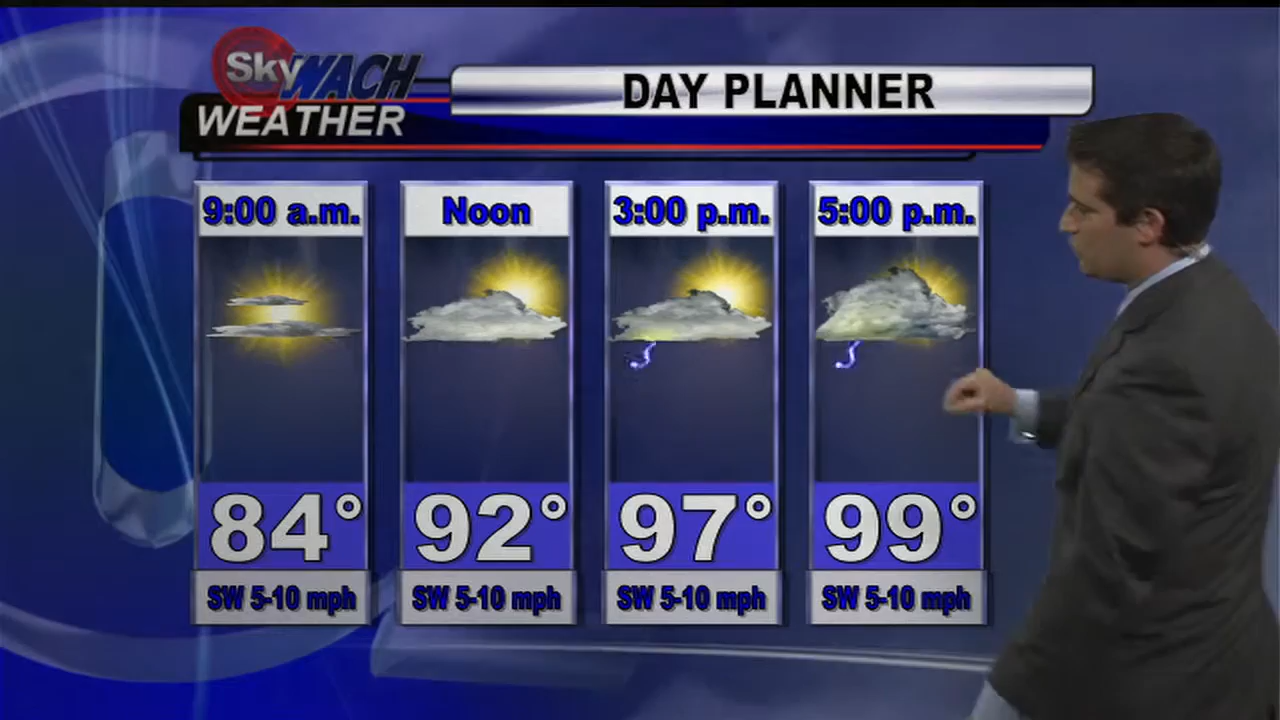 SkyWACH
WEATHER
DAY PLANNER
9:00 a.m.
Noon
3:00 p.m.
5:00 p.m.
84°
92°
97°
99°
SW 5-10 mph
SW 5-10 mph
SW 5-10 mph
SW 5-10 mph